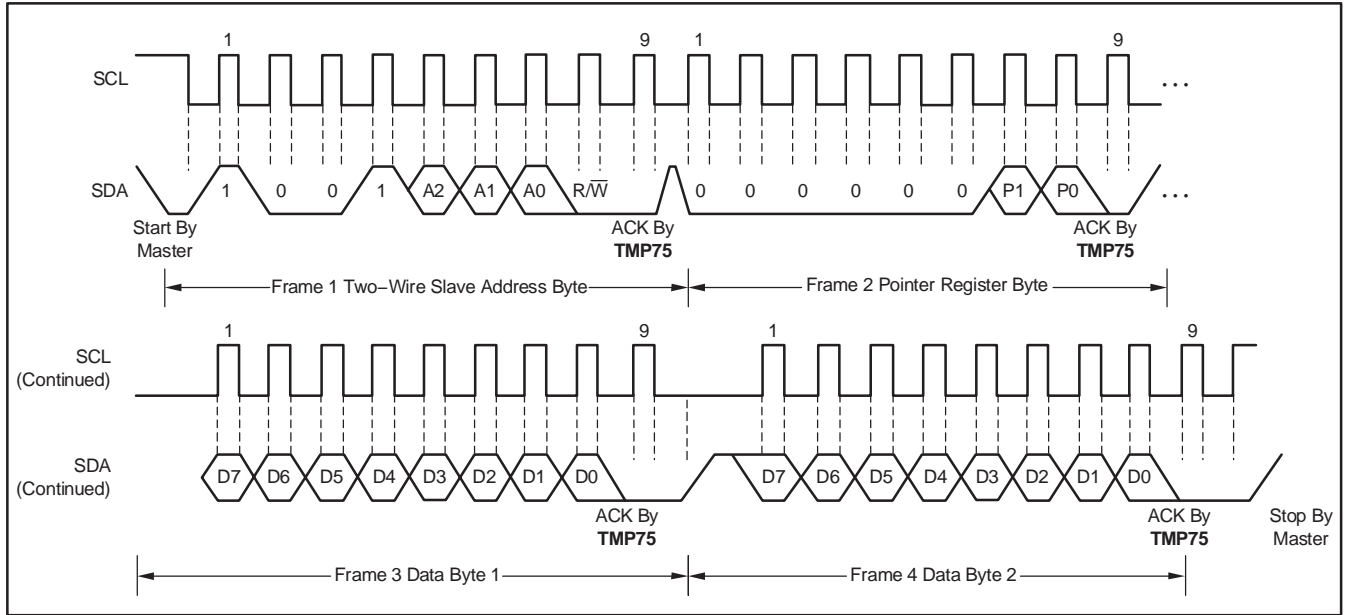 1 9 1 9
SCL ...
SDA 1 0 0 1 A2 A1 A0 R/W̅ 0 0 0 0 0 0 P1 P0 ...
Start By ACK By ACK By
Master TMP75 TMP75
Frame 1 Two−Wire Slave Address Byte Frame 2 Pointer Register Byte
1 9 1 9
SCL
(Continued)
SDA D7 D6 D5 D4 D3 D2 D1 D0 D7 D6 D5 D4 D3 D2 D1 D0
(Continued)
ACK By ACK By Stop By
TMP75 TMP75 Master
Frame 3 Data Byte 1 Frame 4 Data Byte 2